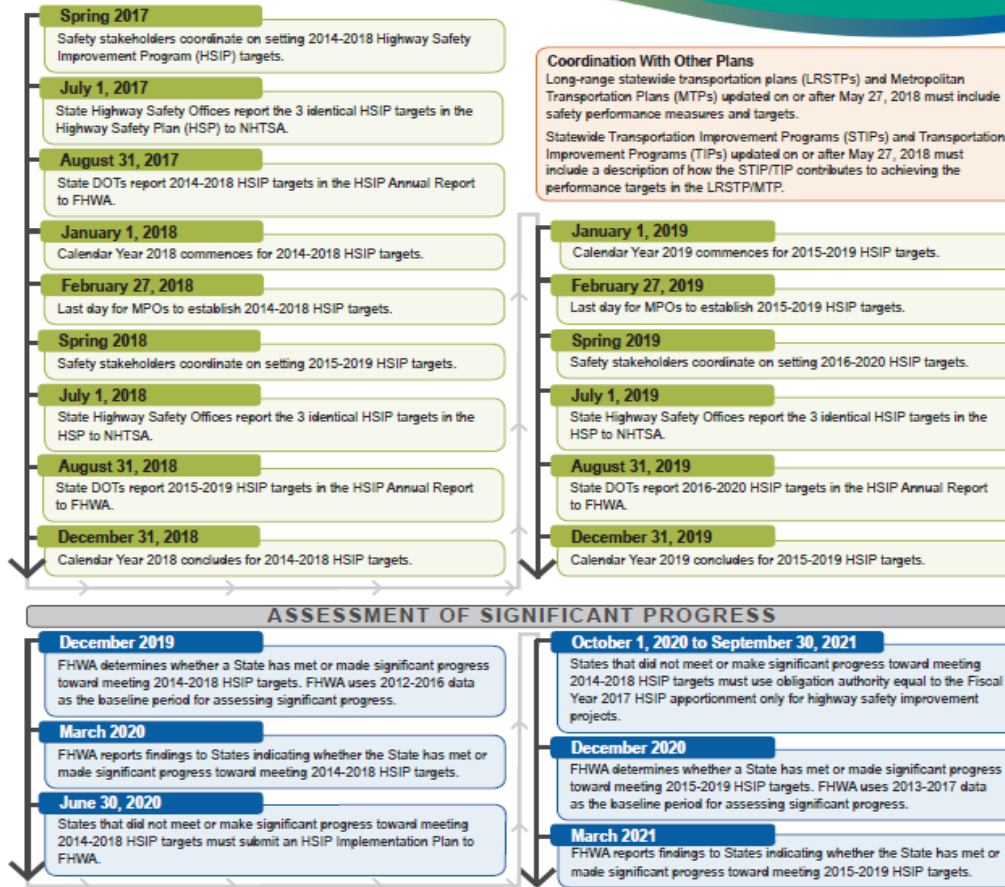 Spring 2017
Safety stakeholders coordinate on setting 2014-2018 Highway Safety
Improvement Program (HSIP) targets.
July 1, 2017
State Highway Safety Offices report the 3 identical HSIP targets in the
Highway Safety Plan (HSP) to NHTSA.
August 31, 2017
State DOTs report 2014-2018 HSIP targets in the HSIP Annual Report
to FHWA.
January 1, 2018
Calendar Year 2018 commences for 2014-2018 HSIP targets.
February 27, 2018
Last day for MPOs to establish 2014-2018 HSIP targets.
Spring 2018
Safety stakeholders coordinate on setting 2015-2019 HSIP targets.
July 1, 2018
State Highway Safety Offices report the 3 identical HSIP targets in the
HSP to NHTSA.
August 31, 2018
State DOTs report 2015-2019 HSIP targets in the HSIP Annual Report
to FHWA.
December 31, 2018
Calendar Year 2018 concludes for 2014-2018 HSIP targets.
Coordination With Other Plans
Long-range statewide transportation plans (LRSTPs) and Metropolitan
Transportation Plans (MTPs) updated on or after May 27, 2018 must include
safety performance measures and targets.
Statewide Transportation Improvement Programs (STIPs) and Transportation
Improvement Programs (TIPs) updated on or after May 27, 2018 must
include a description of how the STIP/TIP contributes to achieving the
performance targets in the LRSTP/MTP.
January 1, 2019
Calendar Year 2019 commences for 2015-2019 HSIP targets.
February 27, 2019
Last day for MPOs to establish 2015-2019 HSIP targets.
Spring 2019
Safety stakeholders coordinate on setting 2016-2020 HSIP targets.
July 1, 2019
State Highway Safety Offices report the 3 identical HSIP targets in the
HSP to NHTSA.
August 31, 2019
State DOTs report 2016-2020 HSIP targets in the HSIP Annual Report
to FHWA.
December 31, 2019
Calendar Year 2019 concludes for 2015-2019 HSIP targets.
ASSESSMENT OF SIGNIFICANT PROGRESS
December 2019
FHWA determines whether a State has met or made significant progress
toward meeting 2014-2018 HSIP targets. FHWA uses 2012-2016 data
as the baseline period for assessing significant progress.
March 2020
FHWA reports findings to States indicating whether the State has met or
made significant progress toward meeting 2014-2018 HSIP targets.
June 30, 2020
States that did not meet or make significant progress toward meeting
2014-2018 HSIP targets must submit an HSIP Implementation Plan to
FHWA.
October 1, 2020 to September 30, 2021
States that did not meet or make significant progress toward meeting
2014-2018 HSIP targets must use obligation authority equal to the Fiscal
Year 2017 HSIP apportionment only for highway safety improvement
projects.
December 2020
FHWA determines whether a State has met or made significant progress
toward meeting 2015-2019 HSIP targets. FHWA uses 2013-2017 data
as the baseline period for assessing significant progress.
March 2021
FHWA reports findings to States indicating whether the State has met or
made significant progress toward meeting 2015-2019 HSIP targets.